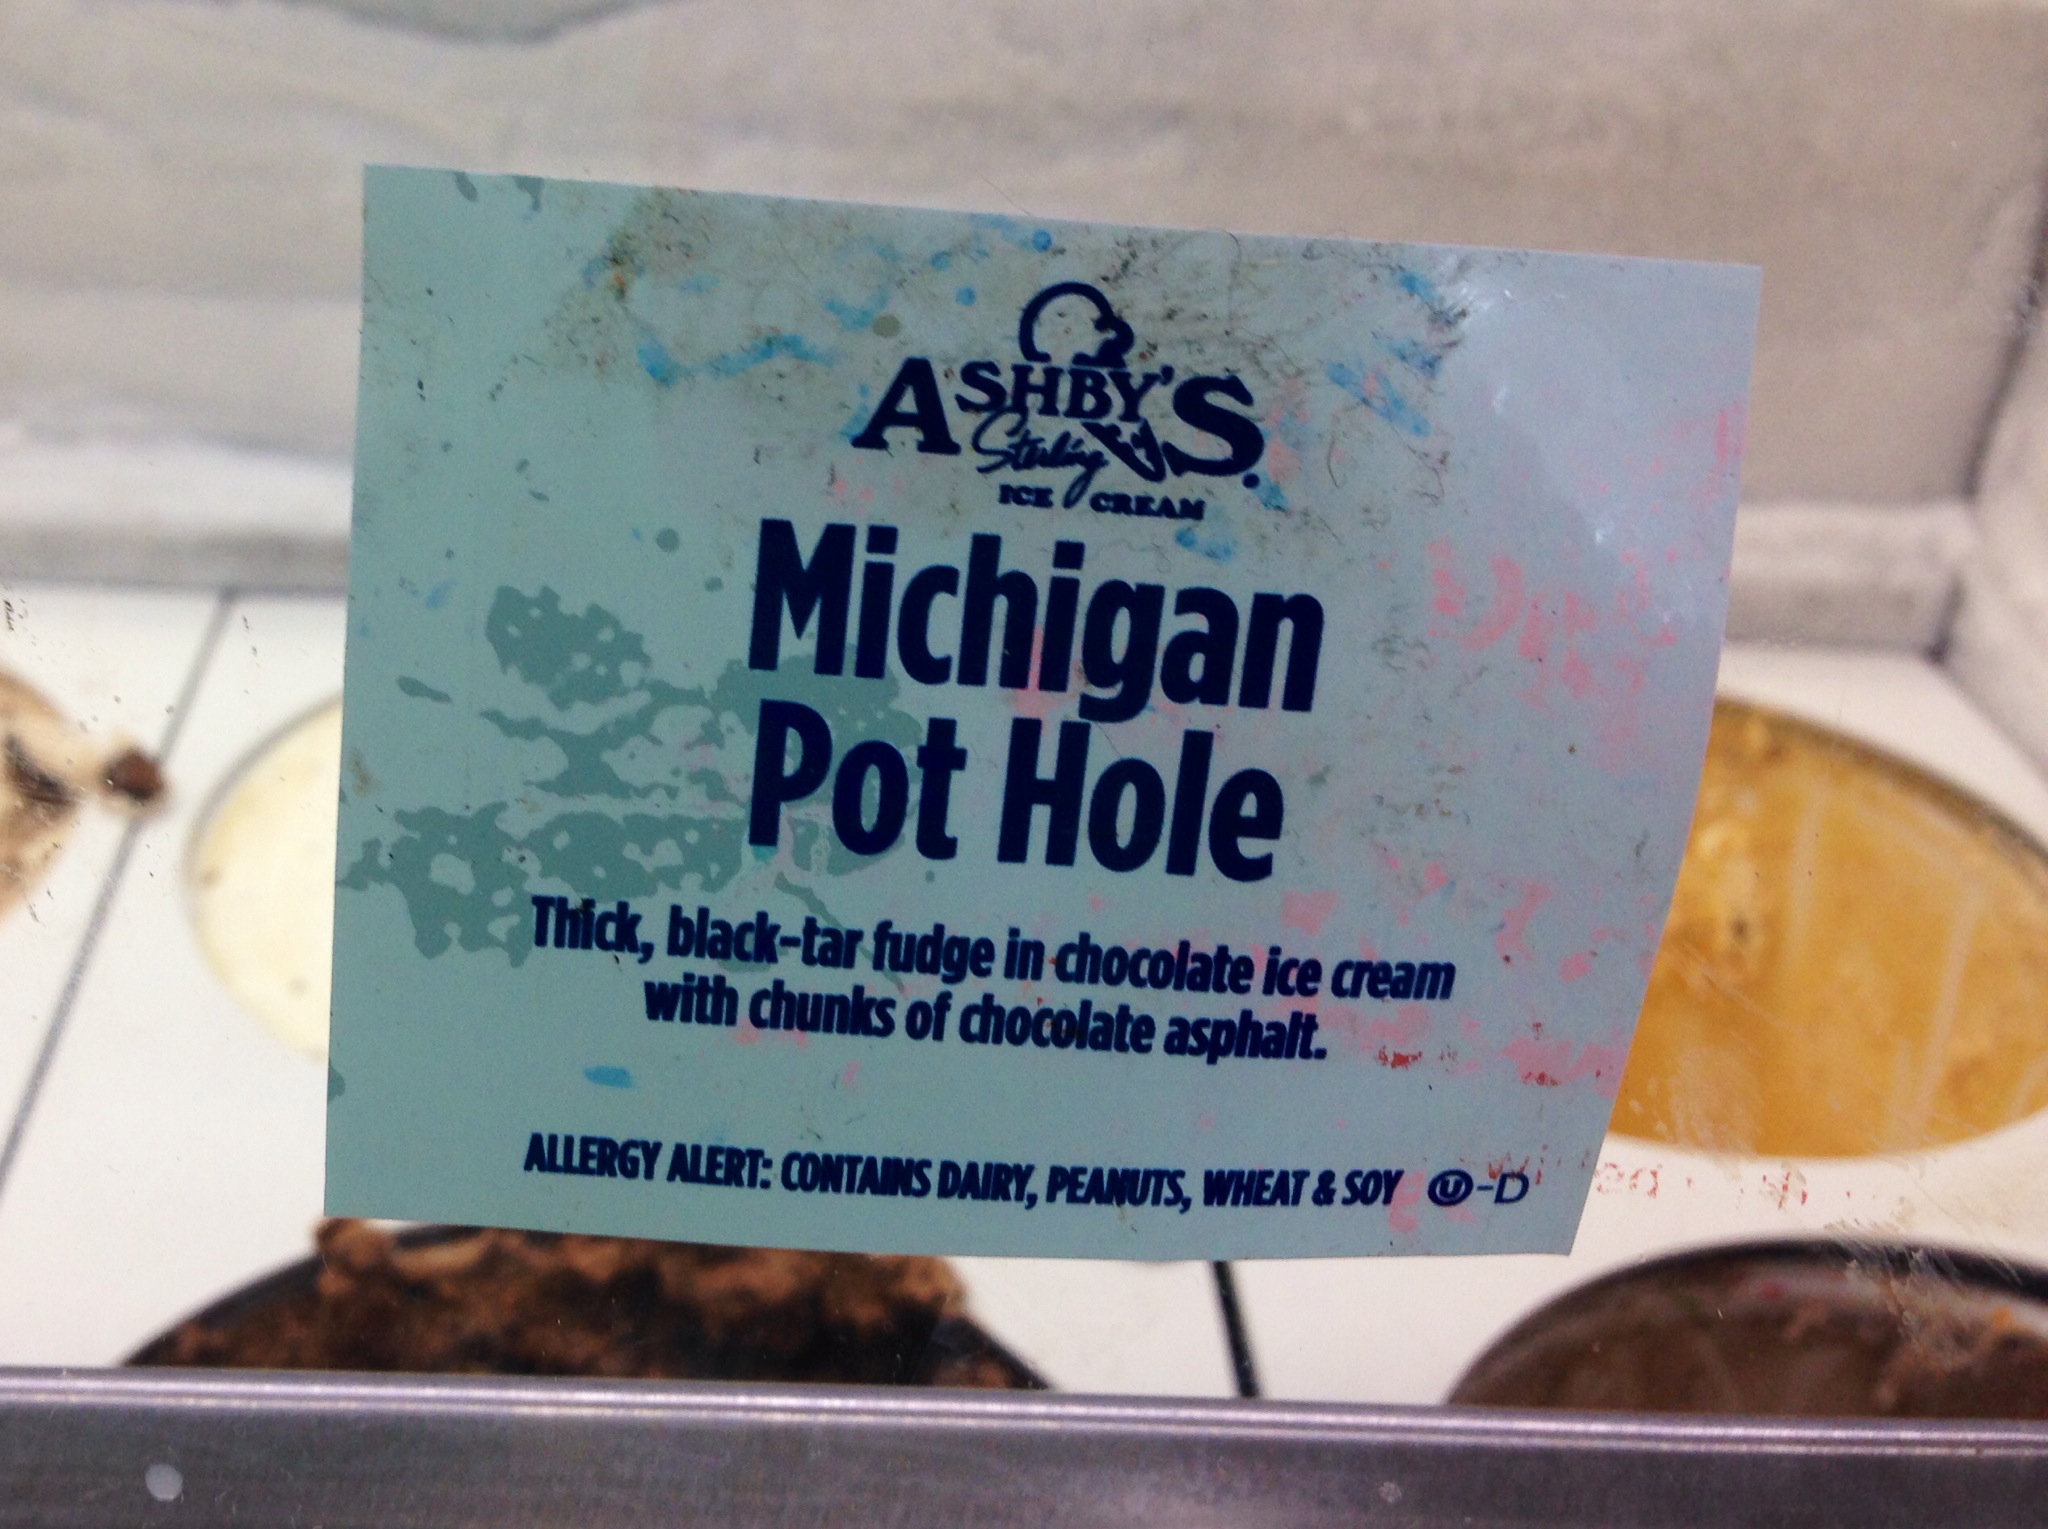 ASHBY'S
Sterling
ICE CREAM
Michigan
Pot Hole
Thick, black-tar fudge in chocolate ice cream
with chunks of chocolate asphalt.
ALLERGY ALERT: CONTAINS DAIRY, PEANUTS, WHEAT & SOY Ⓤ-D